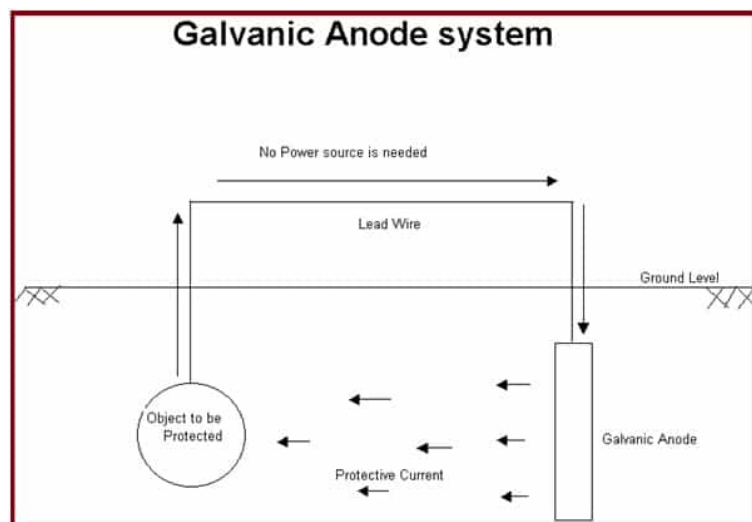 Galvanic Anode system
No Power source is needed
Lead Wire
Ground Level
Object to be
Protected
Galvanic Anode
Protective Current